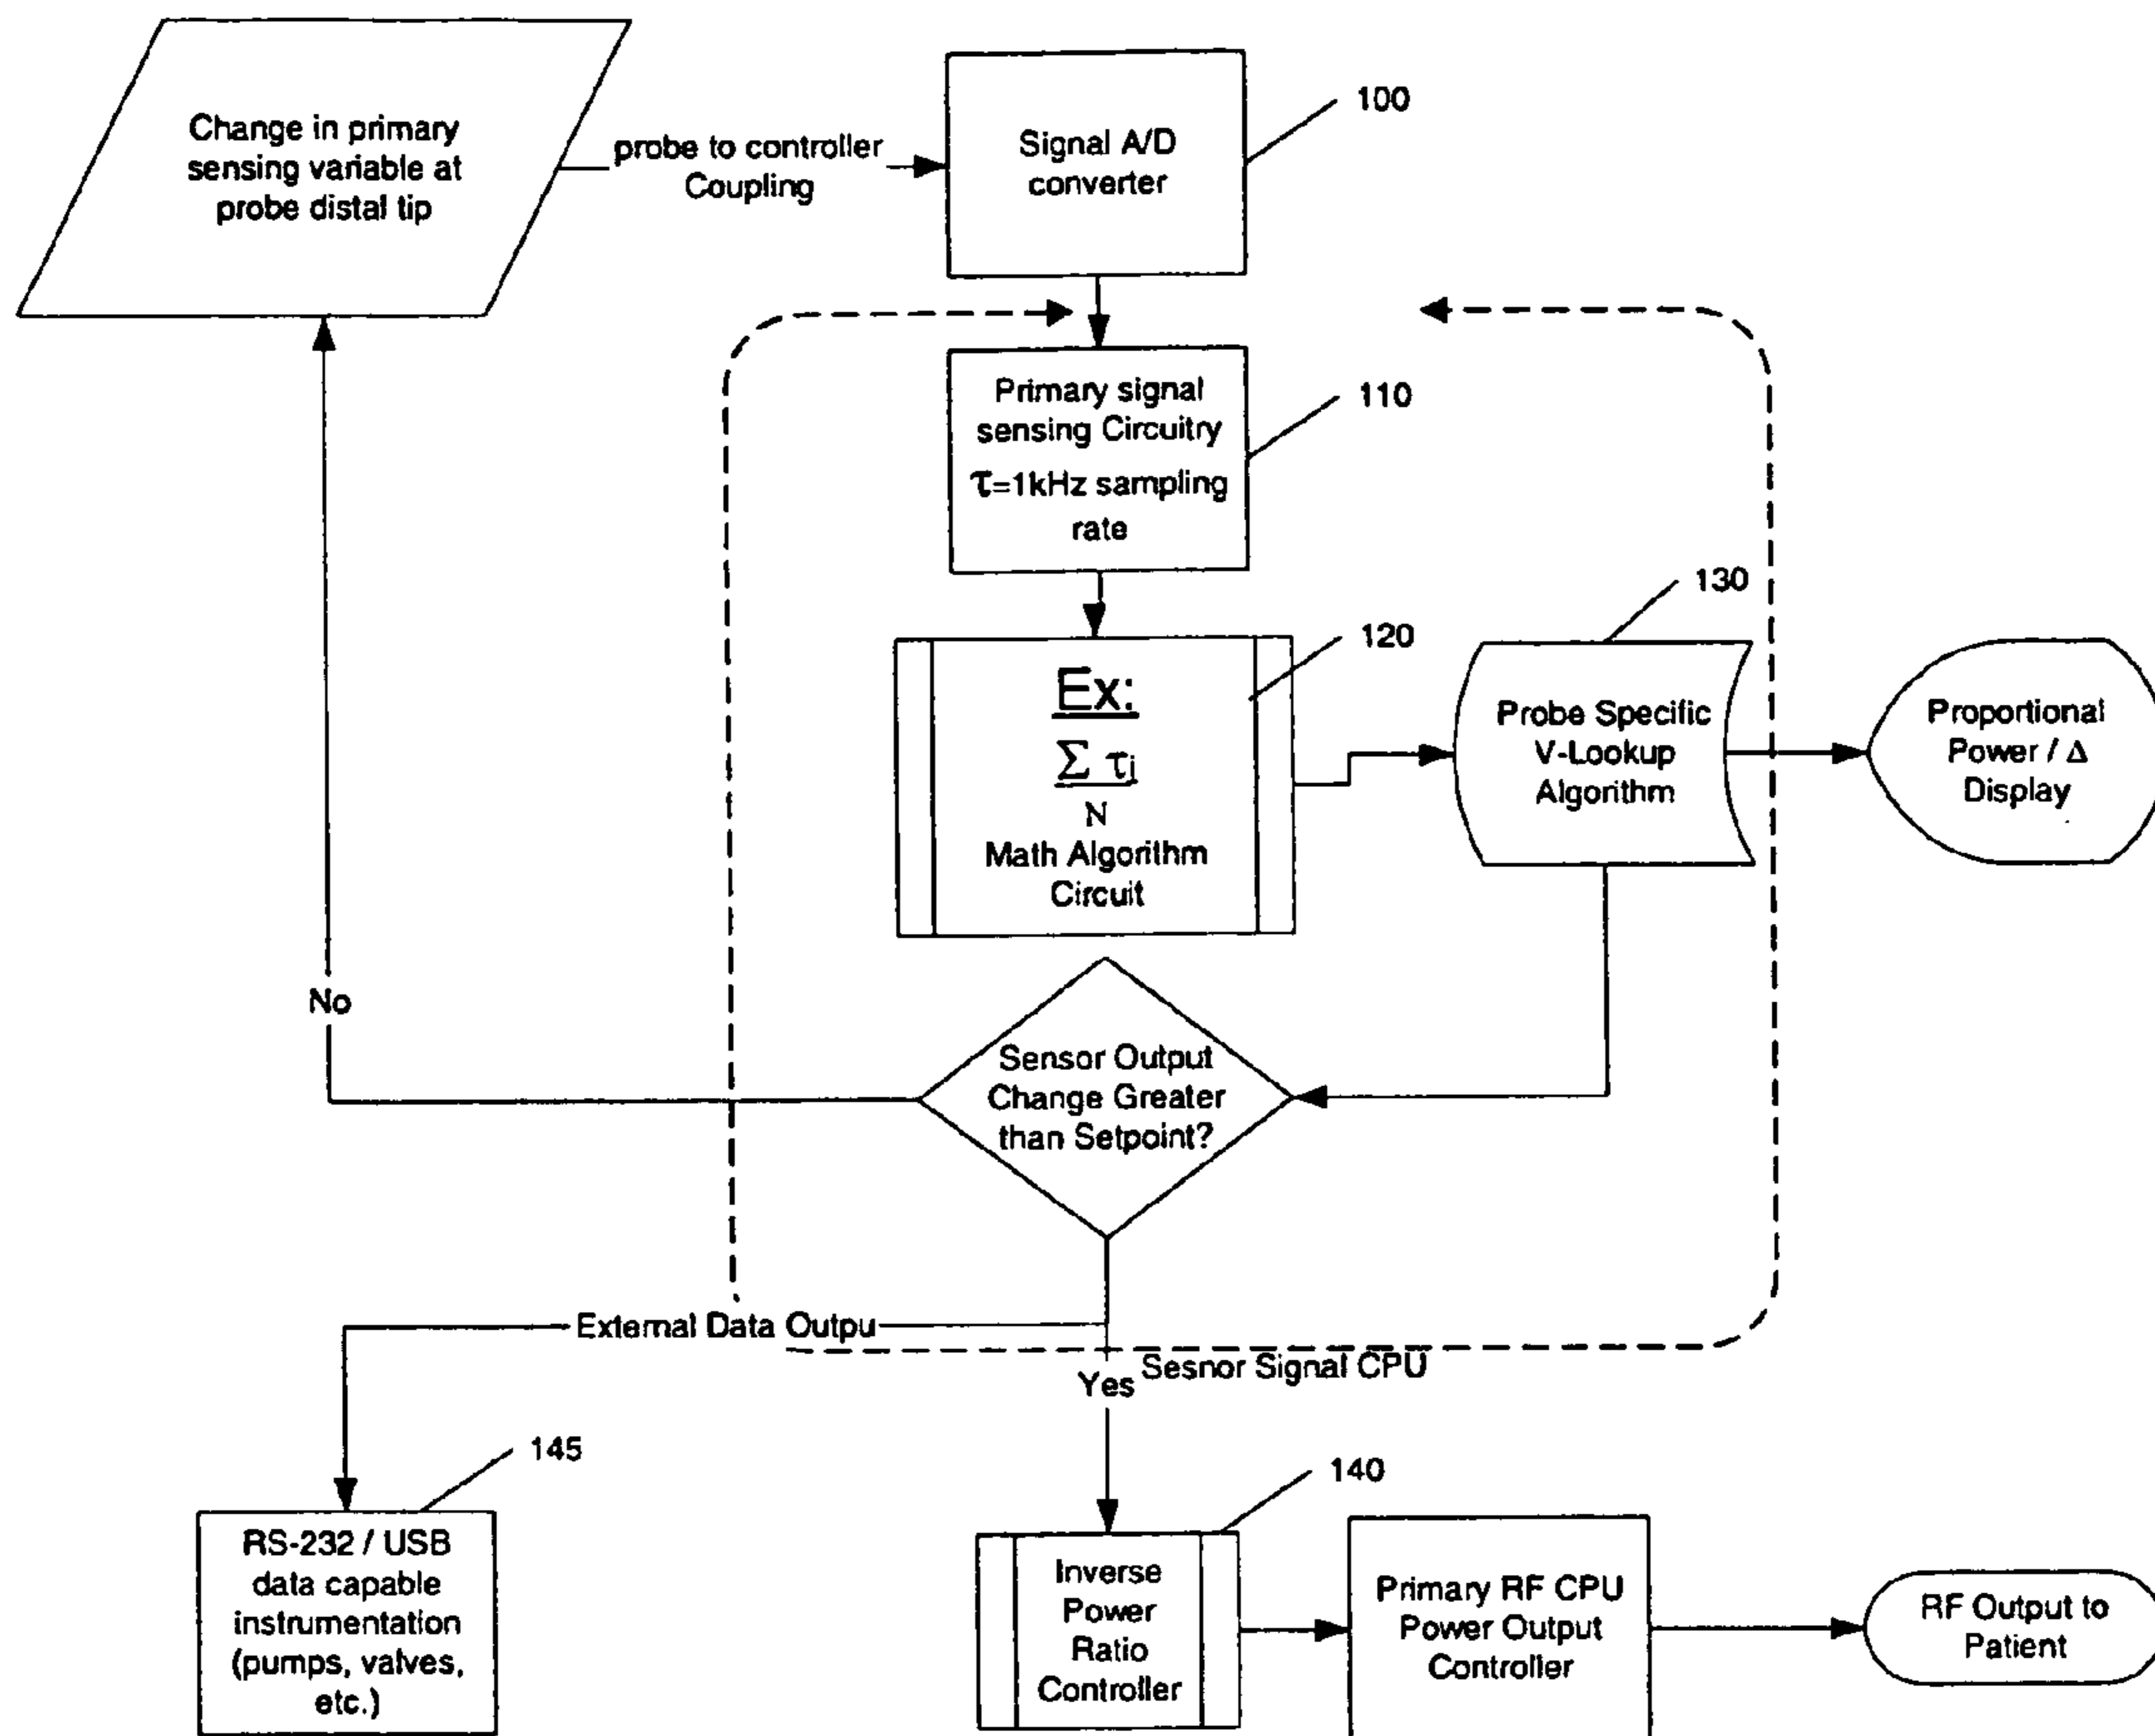 Change in primary
sensing variable at
probe distal tip
probe to controller
Coupling
Signal A/D
converter
100
Primary signal
sensing Circuitry
τ=1kHz sampling
rate
110
Ex:
Σ τi
N
Math Algorithm
Circuit
120
130
Probe Specific
V-Lookup
Algorithm
Proportional
Power / Δ
Display
No
Sensor Output
Change Greater
than Setpoint?
External Data Outpu
Sesnor Signal CPU
Yes
145
RS-232 / USB
data capable
instrumentation
(pumps, valves,
etc.)
140
Inverse
Power
Ratio
Controller
Primary RF CPU
Power Output
Controller
RF Output to
Patient